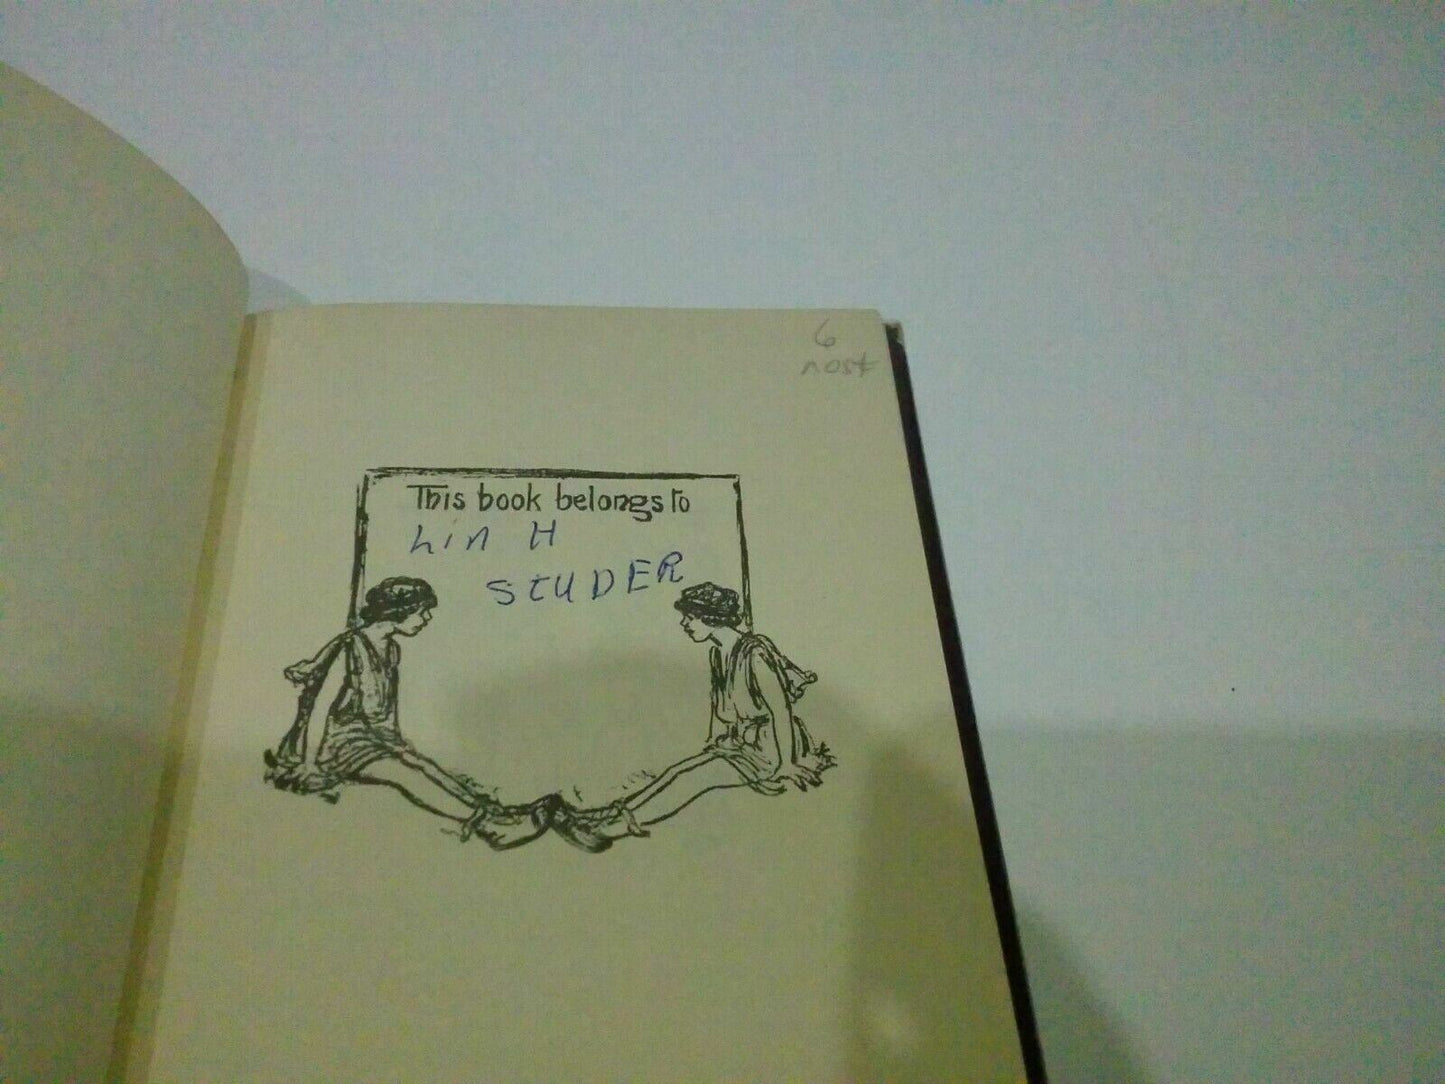 6
nost
This book belongs to
Lin H
STUDER